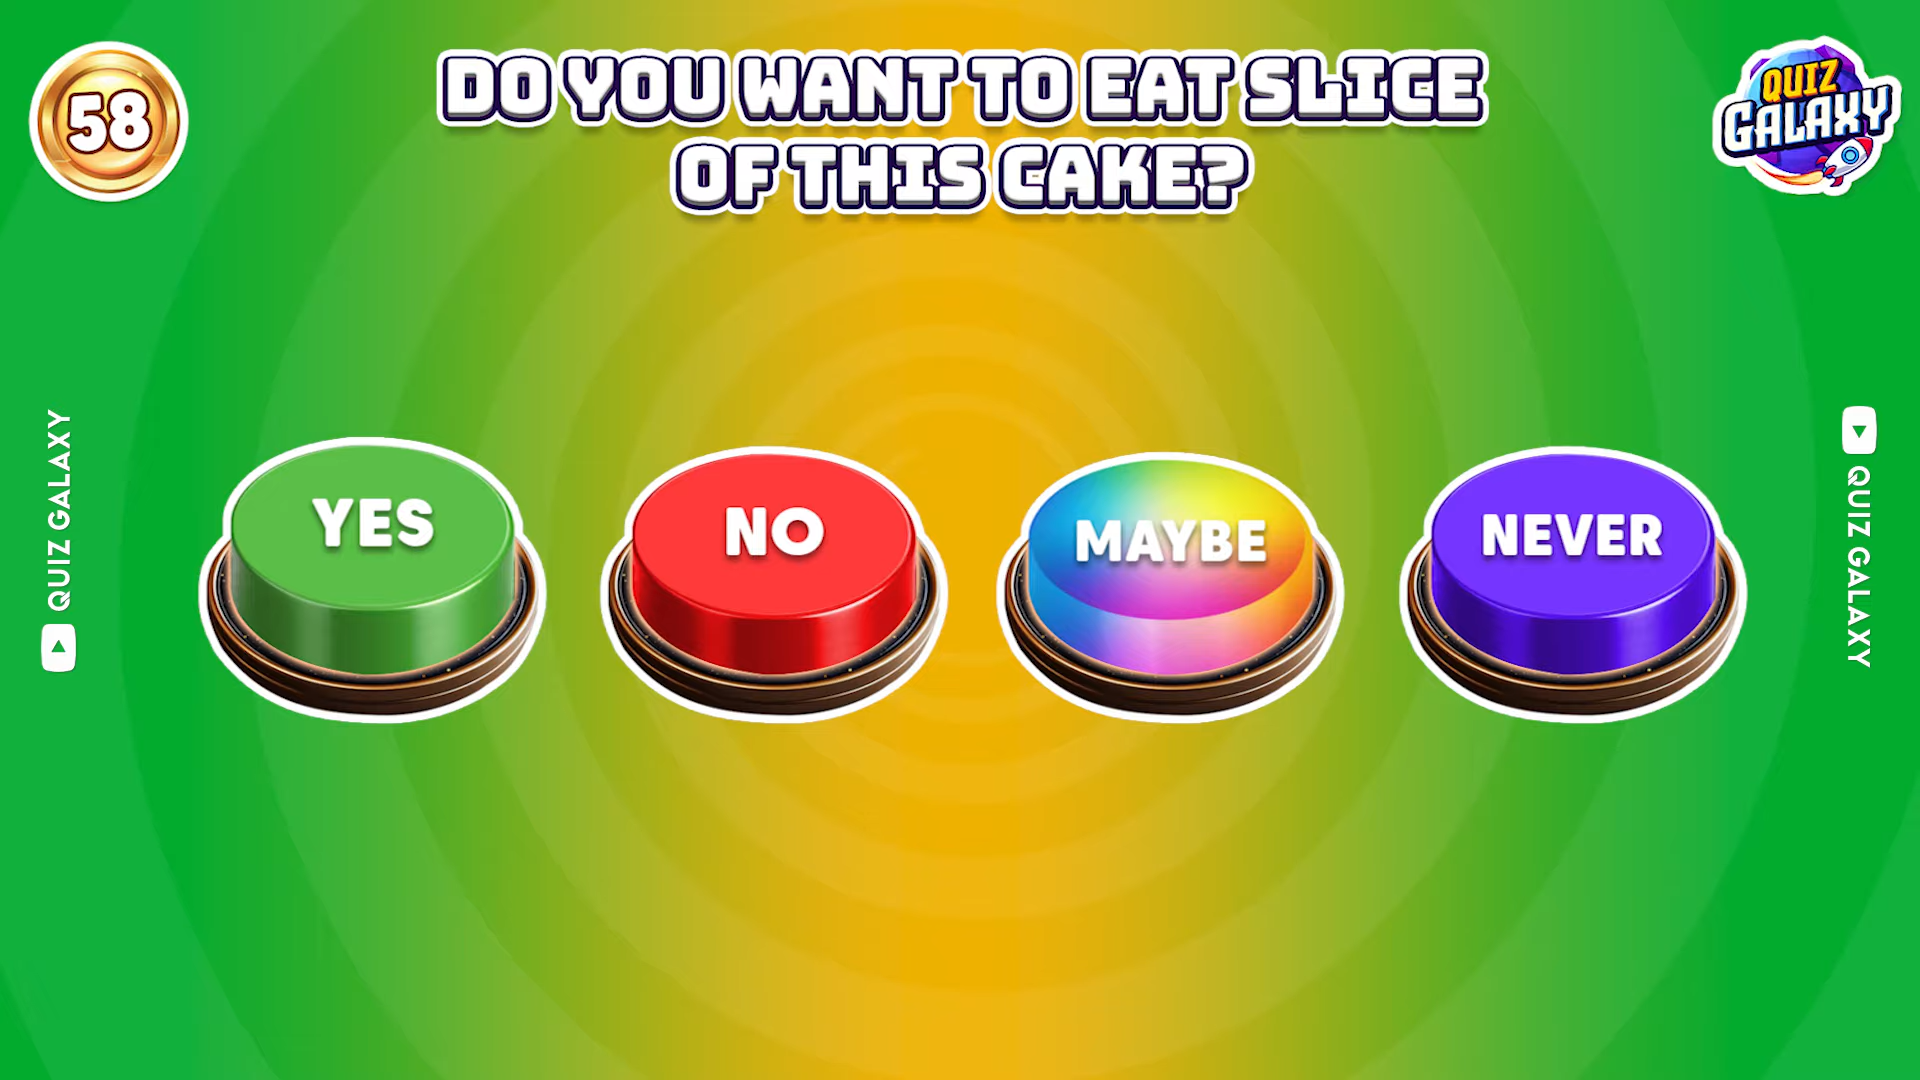 58
DO YOU WANT TO EAT SLICE
OF THIS CAKE?
QUIZ
GALAXY
YES
NO
MAYBE
NEVER
QUIZ GALAXY
QUIZ GALAXY